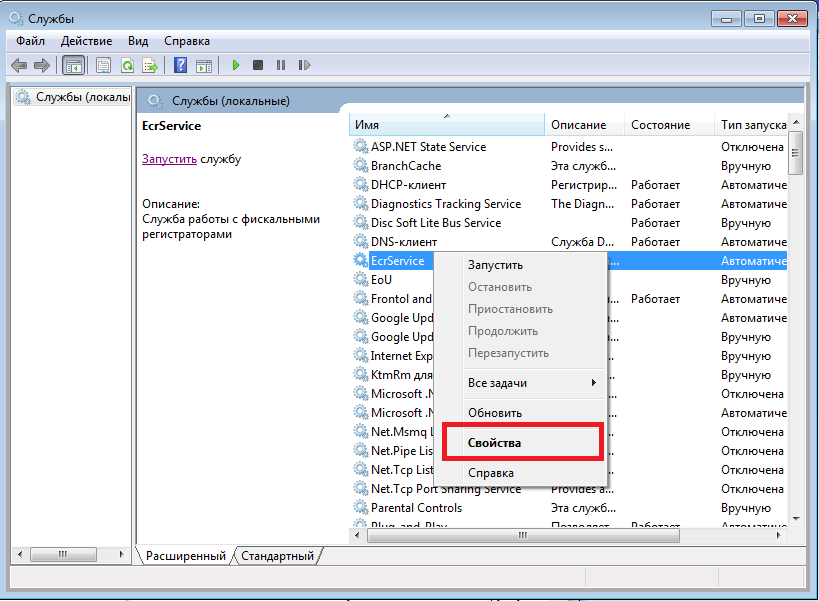 Службы
Файл Действие Вид Справка
Службы (локаль
Службы (локальные)
EcrService
Запустить службу
Описание:
Служба работы с фискальными
регистраторами
Имя Описание Состояние Тип запуска
ASP.NET State Service Provides s... Отключена
BranchCache Эта служб... Вручную
DHCP-клиент Регистрир... Работает Автоматиче
Diagnostics Tracking Service The Diagn... Работает Автоматиче
Disc Soft Lite Bus Service Работает Вручную
DNS-клиент Служба D... Работает Автоматиче
EcrService ... Автоматиче
EoU Вручную
Frontol and ... Работает Автоматиче
Google Upd ... Автоматиче
Google Upd ... Вручную
Internet Exp ... Вручную
KtmRm для ... Вручную
Microsoft .N ... Отключена
Microsoft .N ... Автоматиче
Net.Msmq L ... Отключена
Net.Pipe Lis ... Отключена
Net.Tcp List ... Отключена
Net.Tcp Port Sharing Service Provides a... Отключена
Parental Controls Эта служб... Вручную
Plug-and-Play Позволяет Работает Автоматиче
Запустить
Остановить
Приостановить
Продолжить
Перезапустить
Все задачи
Обновить
Свойства
Справка
Расширенный Стандартный